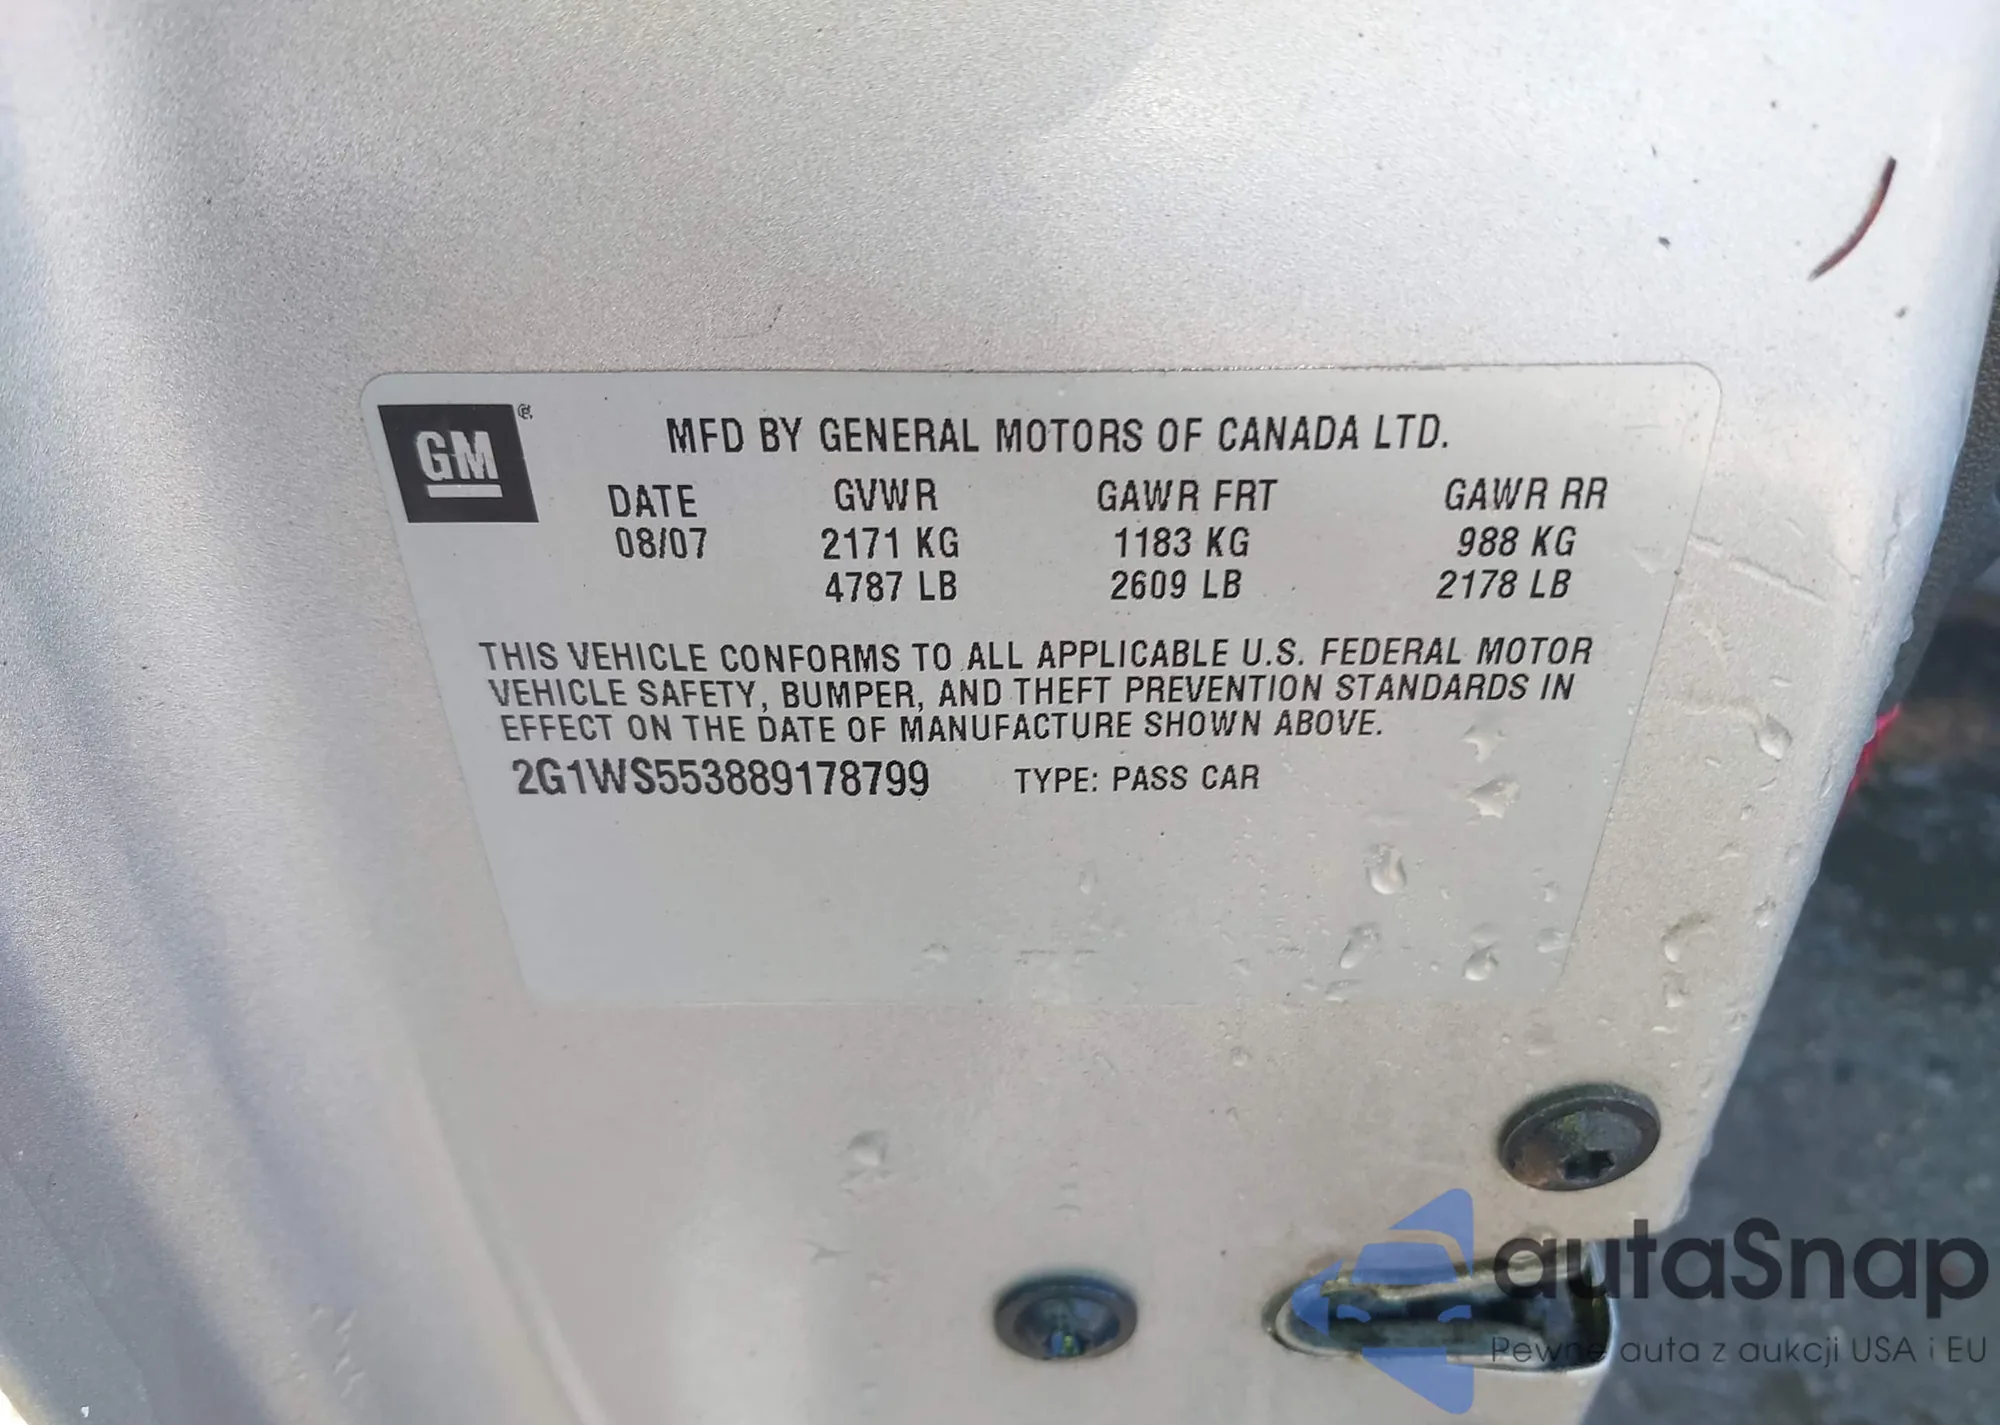 GM ®
MFD BY GENERAL MOTORS OF CANADA LTD.
DATE GVWR GAWR FRT GAWR RR
08/07 2171 KG 1183 KG 988 KG
4787 LB 2609 LB 2178 LB
THIS VEHICLE CONFORMS TO ALL APPLICABLE U.S. FEDERAL MOTOR
VEHICLE SAFETY, BUMPER, AND THEFT PREVENTION STANDARDS IN
EFFECT ON THE DATE OF MANUFACTURE SHOWN ABOVE.
2G1WS553889178799 TYPE: PASS CAR
autaSnap
Pewne auta z aukcji USA i EU